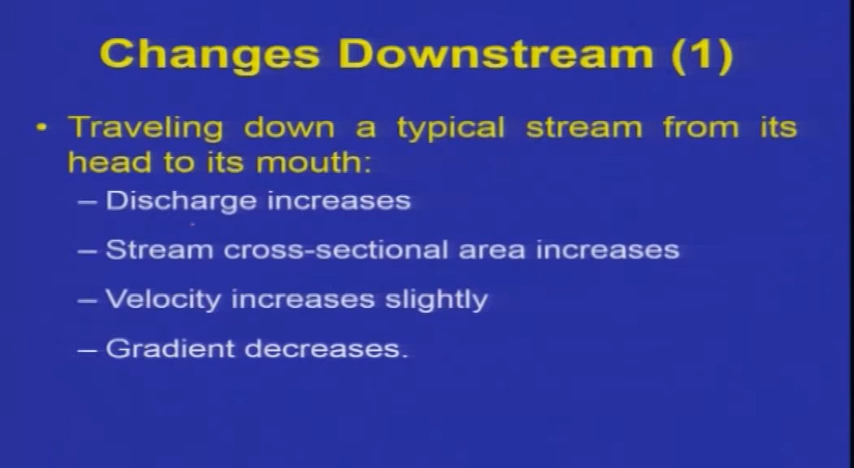 Changes Downstream (1)
• Traveling down a typical stream from its
head to its mouth:
– Discharge increases
– Stream cross-sectional area increases
– Velocity increases slightly
– Gradient decreases.